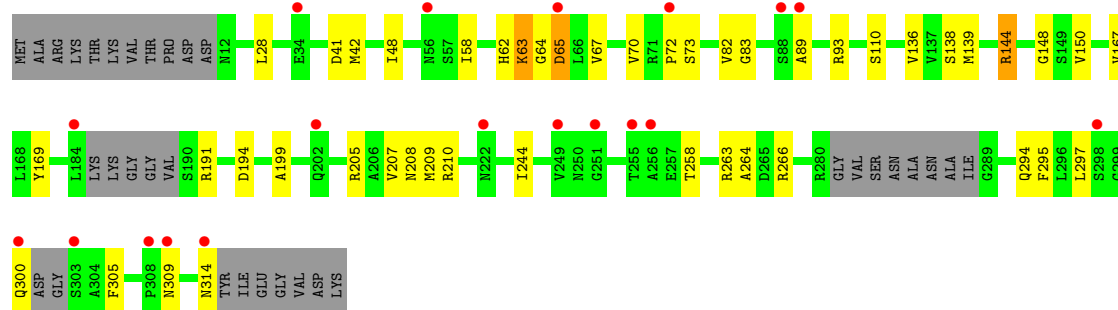 MET ALA ARG LYS THR LYS VAL THR PRO ASP ASP N12 L28 E34 D41 M42 I48 N56 S57 I58 H62 K63 G64 D65 L66 V67 V70 R71 P72 S73 V82 G83 S88 A89 R93 S110 V136 V137 S138 M139 R144 G148 S149 V150 V167
L168 Y169 L184 LYS LYS GLY GLY VAL S190 R191 D194 A199 Q202 R205 A206 V207 N208 M209 R210 N222 I244 V249 N250 G251 T255 A256 E257 T258 R263 A264 D265 R266 R280 GLY VAL SER ASN ALA ASN ALA ILE G289 Q294 F295 L296 L297 S298 G299
Q300 ASP GLY S303 A304 F305 P308 N309 N314 TYR ILE GLU GLY VAL ASP LYS